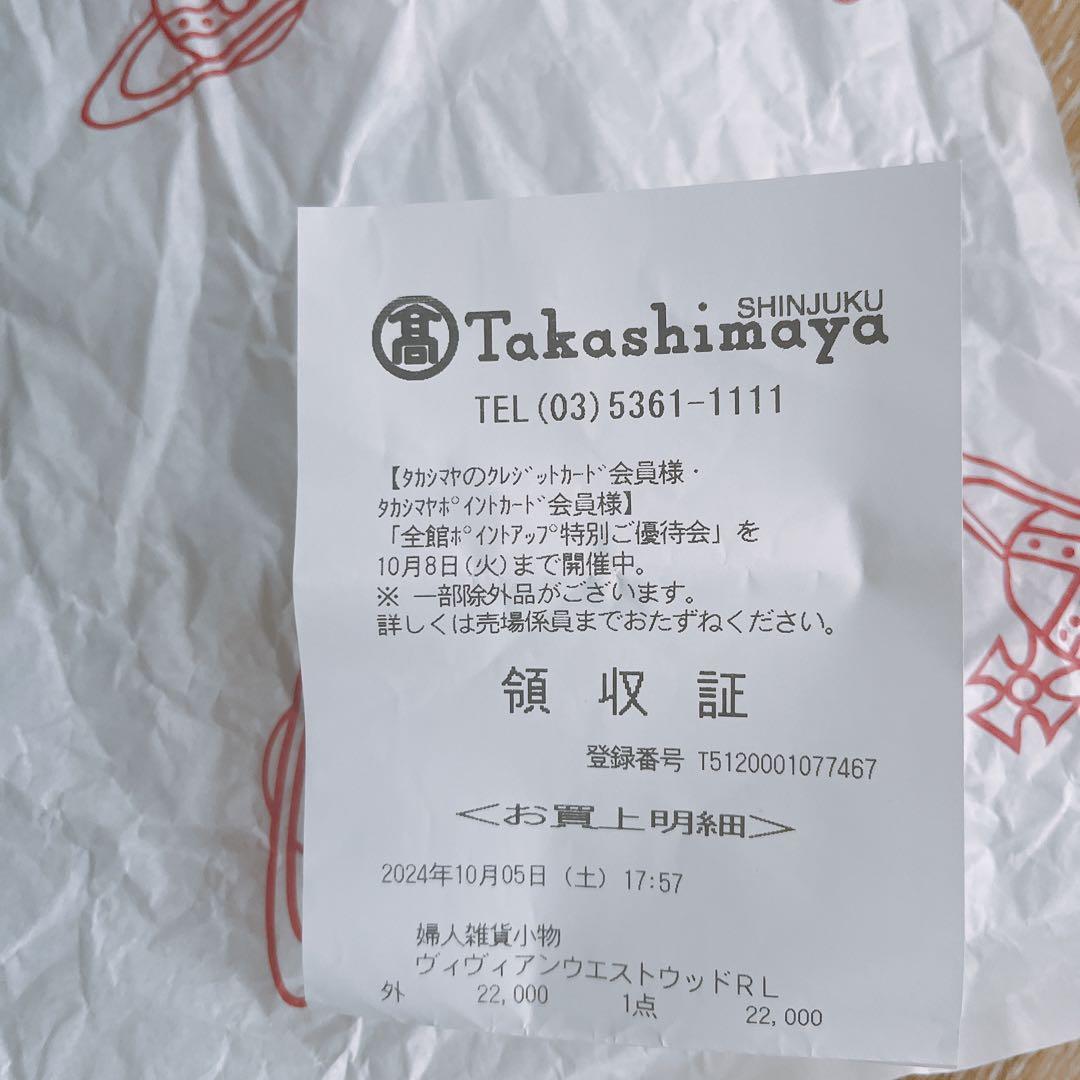 髙 Takashimaya SHINJUKU
TEL(03)5361-1111
【ﾀｶｼﾏﾔのｸﾚｼﾞｯﾄｶｰﾄﾞ会員様・
ﾀｶｼﾏﾔﾎﾟｲﾝﾄｶｰﾄﾞ会員様】
「全館ﾎﾟｲﾝﾄｱｯﾌﾟ特別ご優待会」を
10月8日(火)まで開催中。
※ 一部除外品がございます。
詳しくは売場係員までおたずねください。
領収証
登録番号 T5120001077467
＜お買上明細＞
2024年10月05日（土）17:57
婦人雑貨小物
ヴィヴィアンウエストウッドＲＬ
外 22,000 1点 22,000